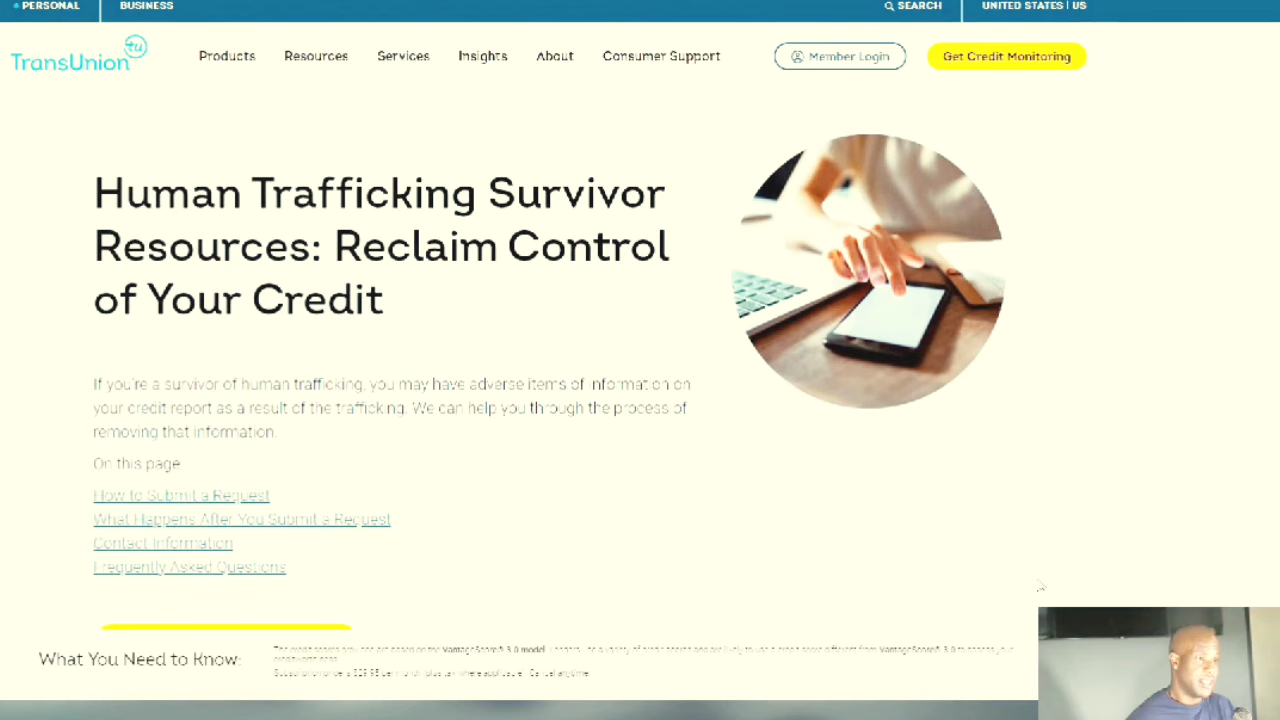 PERSONAL BUSINESS SEARCH UNITED STATES | US
TransUnion tu
Products Resources Services Insights About Consumer Support Member Login Get Credit Monitoring
Human Trafficking Survivor
Resources: Reclaim Control
of Your Credit
If you're a survivor of human trafficking, you may have adverse items of information on
your credit report as a result of the trafficking. We can help you through the process of
removing that information.
On this page
How to Submit a Request
What Happens After You Submit a Request
Contact Information
Frequently Asked Questions
What You Need to Know: